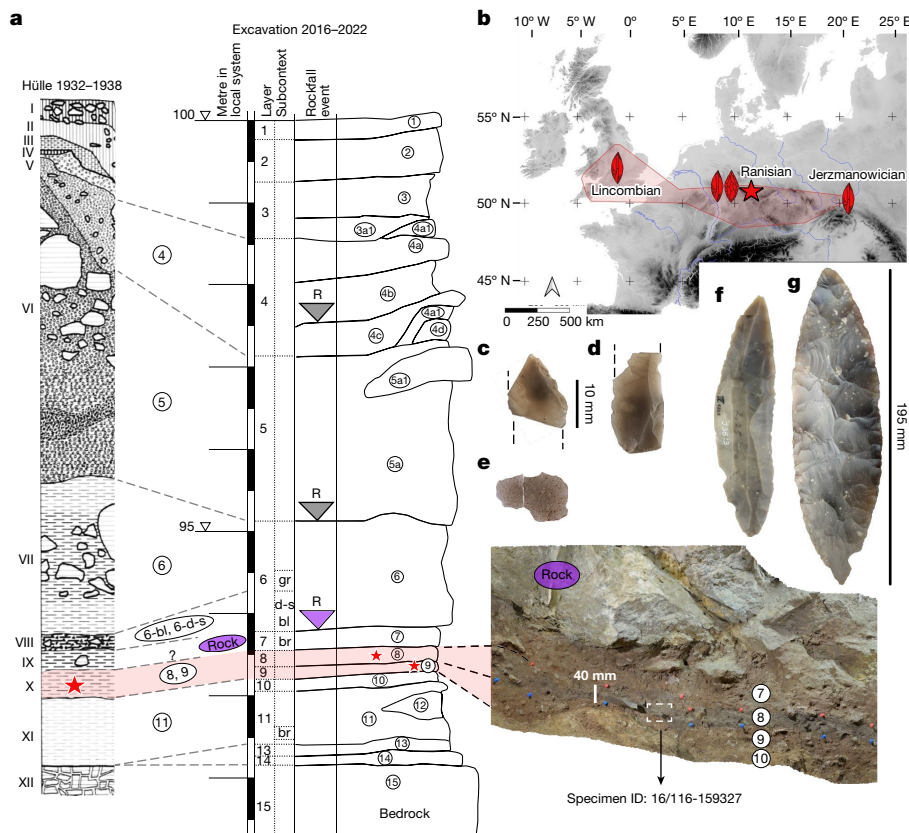 a
Excavation 2016–2022
Hülle 1932–1938
Metre in
local system
Layer
Subcontext
Rockfall
event
I
II
III
IV
V
VI
VII
VIII
IX
X
XI
XII
4
5
6
6-bl, 6-d-s
?
8, 9
11
Rock
100
95
1
2
3
4
5
6
gr
d-s
bl
7
br
8
9
10
11
br
13
14
15
R
R
R
1
2
3
3a1
4a1
4a
4b
4a1
4c
4d
5a1
5a
6
7
8
9
10
12
11
13
14
15
Bedrock
b
10° W
5° W
0°
5° E
10° E
15° E
20° E
25° E
55° N
50° N
45° N
Lincombian
Ranisian
Jerzmanowician
0 250 500 km
c
d
10 mm
e
f
g
195 mm
Rock
40 mm
7
8
9
10
Specimen ID: 16/116-159327